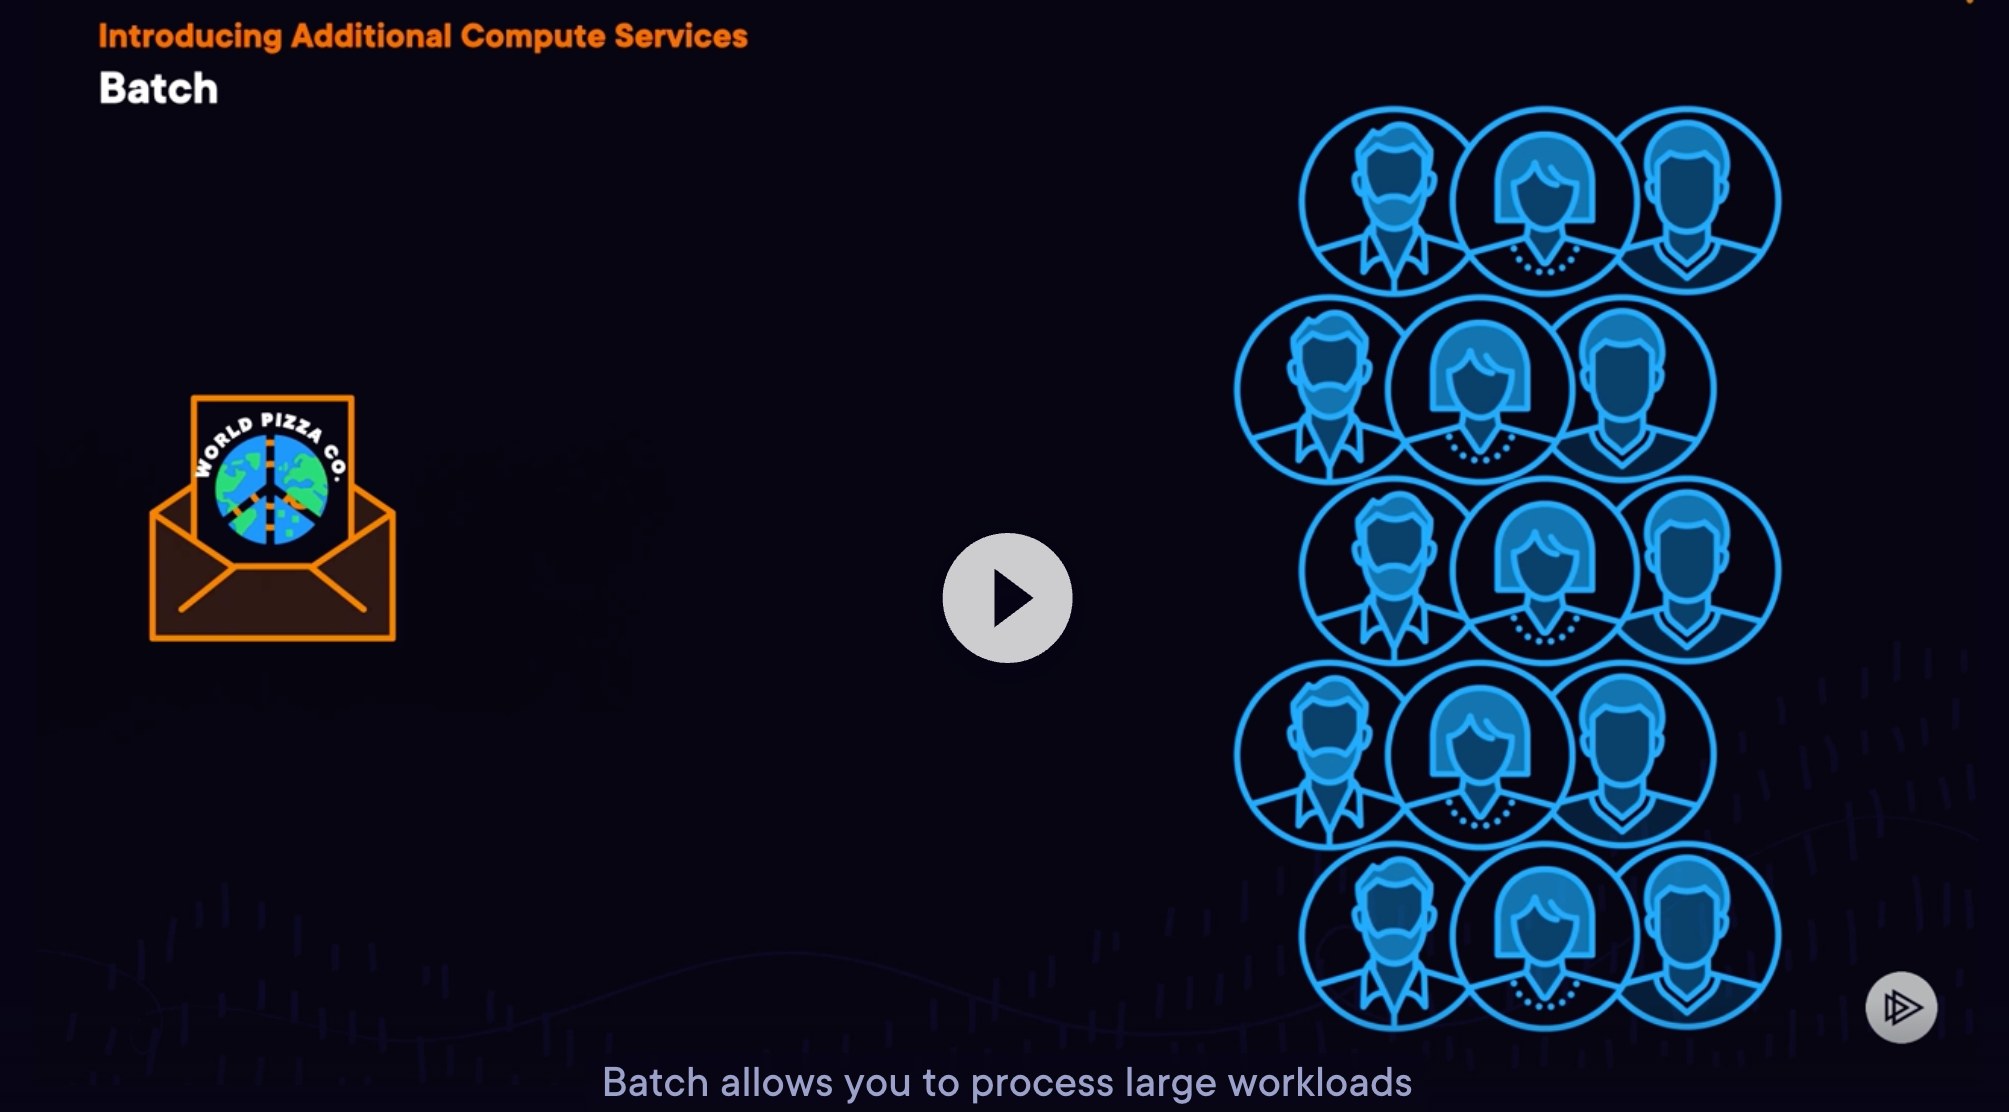 Introducing Additional Compute Services
Batch
WORLD PIZZA CO.
Batch allows you to process large workloads